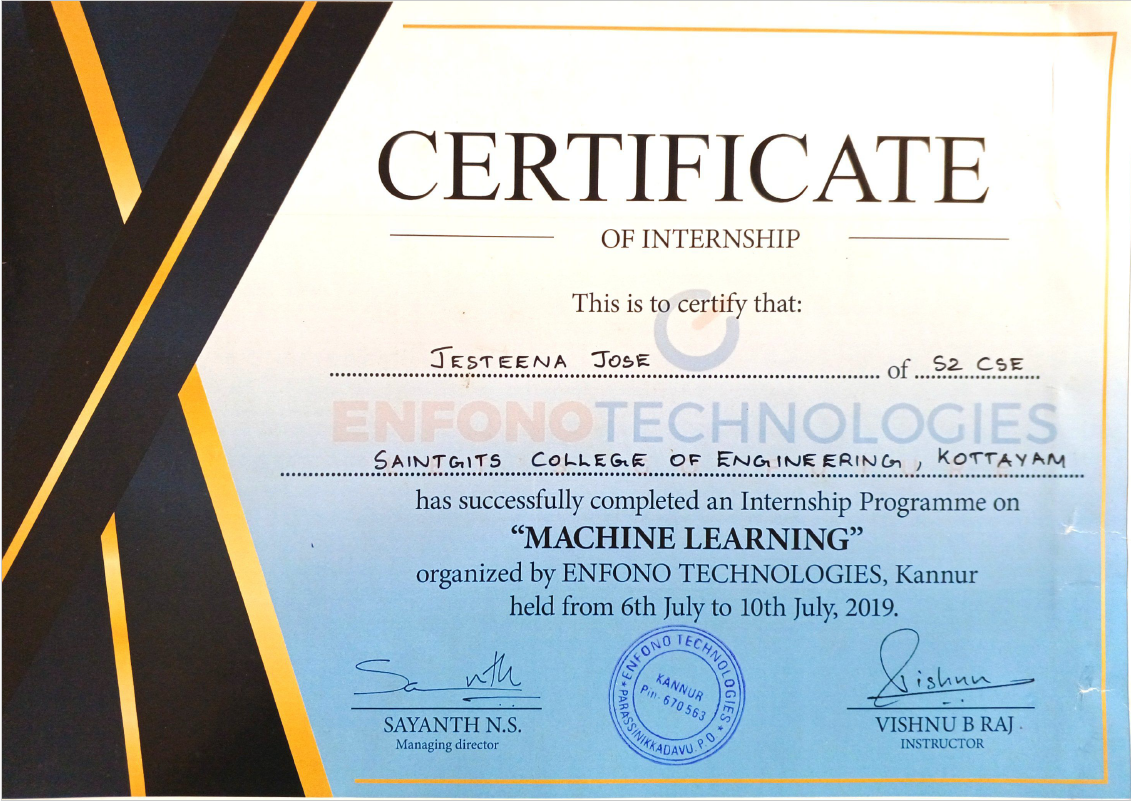 CERTIFICATE
OF INTERNSHIP
This is to certify that:
JESTEENA JOSE of S2 CSE
ENFONO TECHNOLOGIES
SAINTGITS COLLEGE OF ENGINEERING, KOTTAYAM
has successfully completed an Internship Programme on
“MACHINE LEARNING”
organized by ENFONO TECHNOLOGIES, Kannur
held from 6th July to 10th July, 2019.
ENFONO TECHNOLOGIES
KANNUR
Pin- 670 563
PARASSINIKKADAVU. P.O
Vishnu
SAYANTH N.S.
VISHNU B RAJ
Managing director
INSTRUCTOR